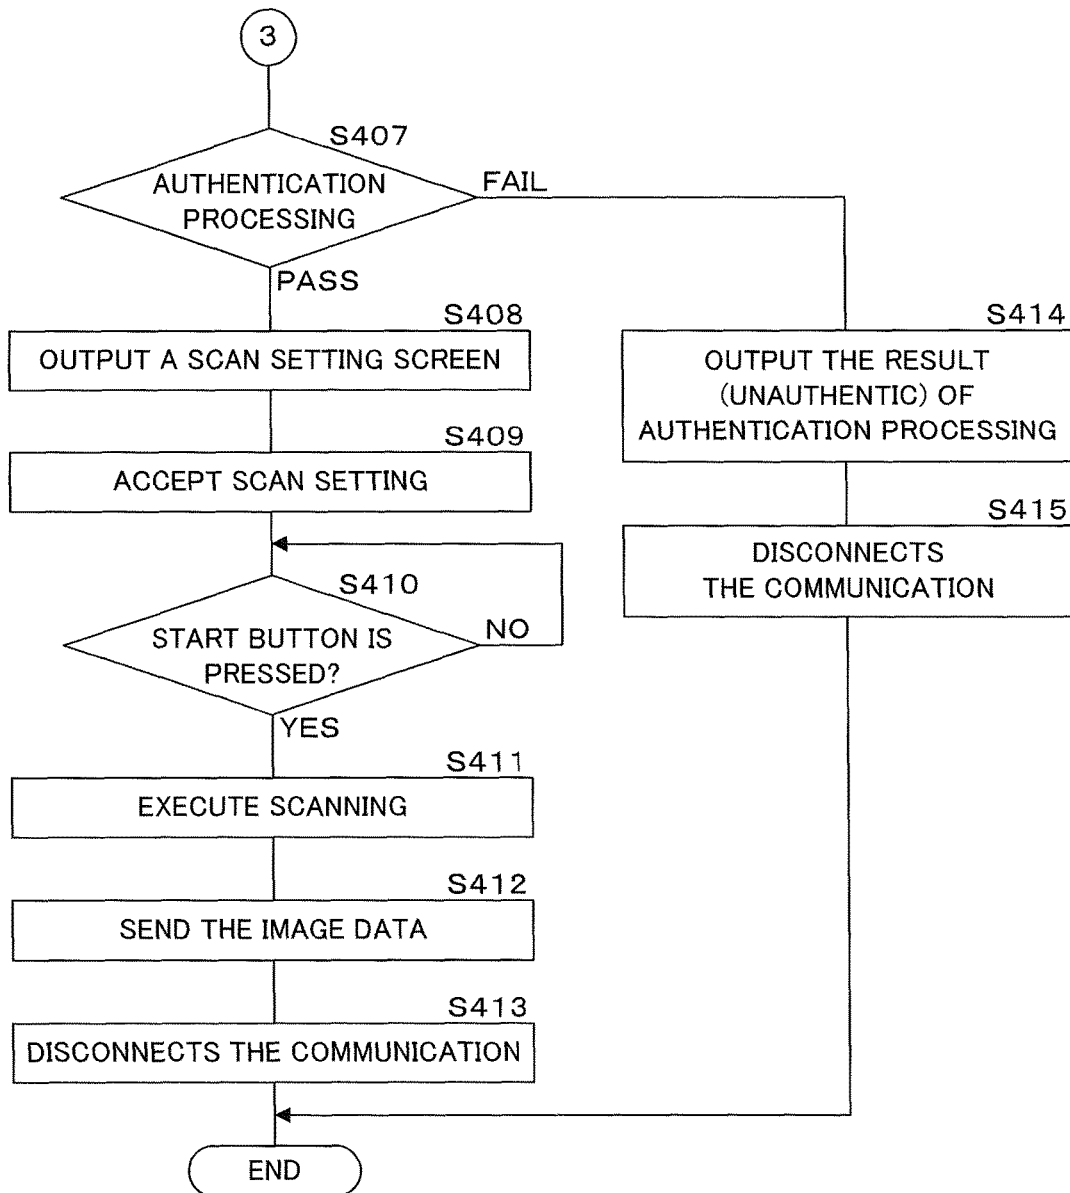 3
S407
AUTHENTICATION
PROCESSING
FAIL
PASS
S408
OUTPUT A SCAN SETTING SCREEN
S409
ACCEPT SCAN SETTING
S410
START BUTTON IS
PRESSED?
NO
YES
S411
EXECUTE SCANNING
S412
SEND THE IMAGE DATA
S413
DISCONNECTS THE COMMUNICATION
S414
OUTPUT THE RESULT
(UNAUTHENTIC) OF
AUTHENTICATION PROCESSING
S415
DISCONNECTS
THE COMMUNICATION
END